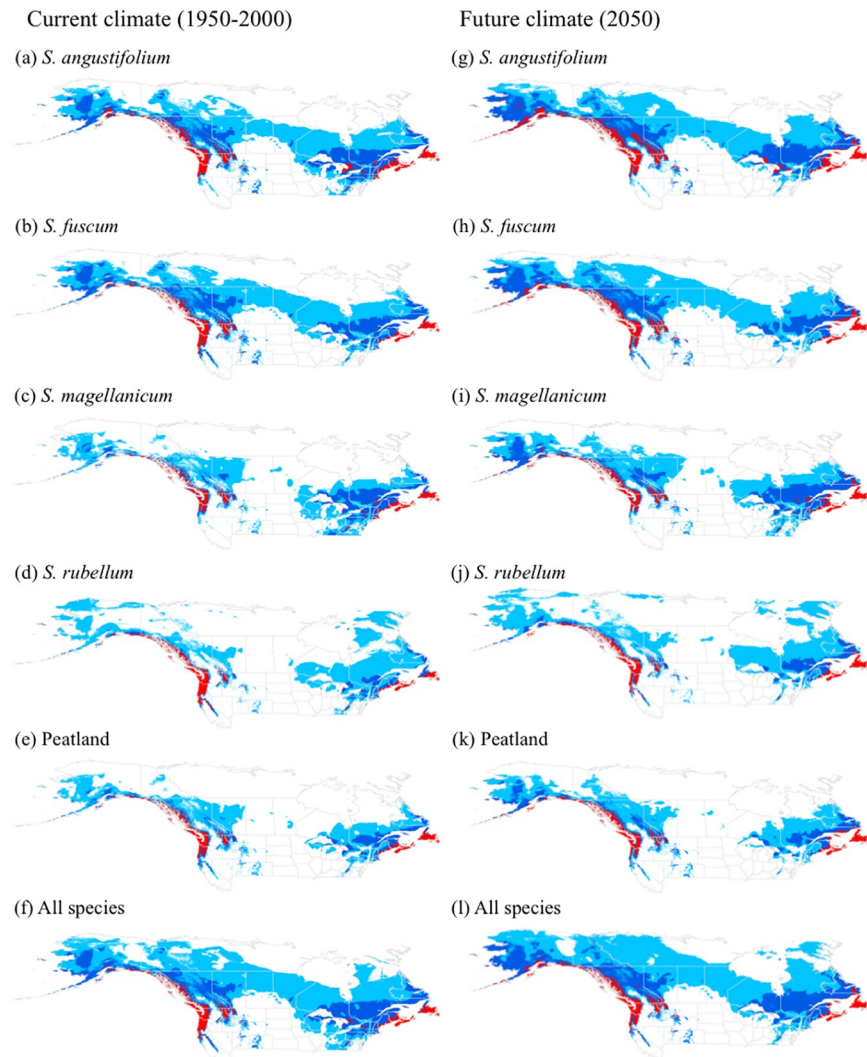 Current climate (1950-2000) Future climate (2050)
(a) S. angustifolium (g) S. angustifolium
(b) S. fuscum (h) S. fuscum
(c) S. magellanicum (i) S. magellanicum
(d) S. rubellum (j) S. rubellum
(e) Peatland (k) Peatland
(f) All species (l) All species